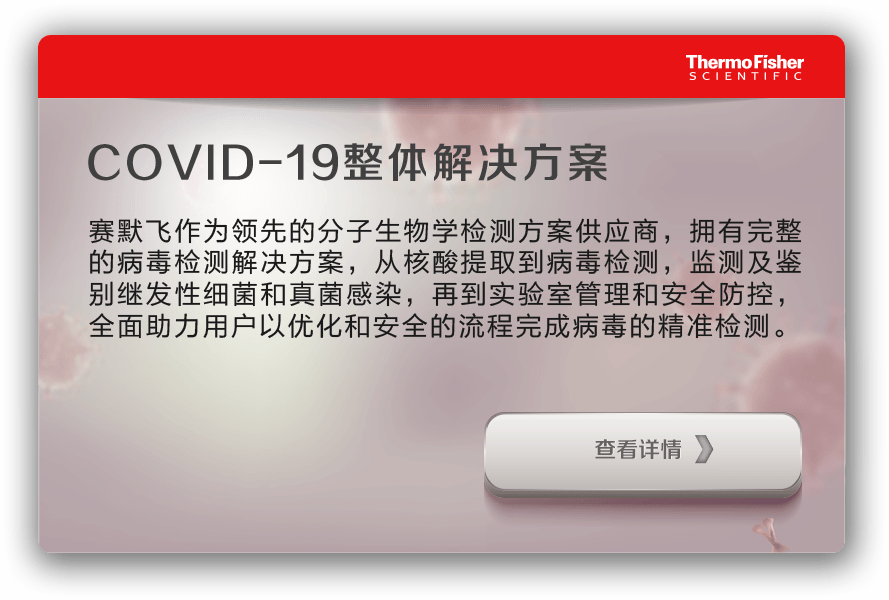 ThermoFisher
SCIENTIFIC
COVID-19整体解决方案
赛默飞作为领先的分子生物学检测方案供应商，拥有完整
的病毒检测解决方案，从核酸提取到病毒检测，监测及鉴
别继发性细菌和真菌感染，再到实验室管理和安全防控，
全面助力用户以优化和安全的流程完成病毒的精准检测。
查看详情